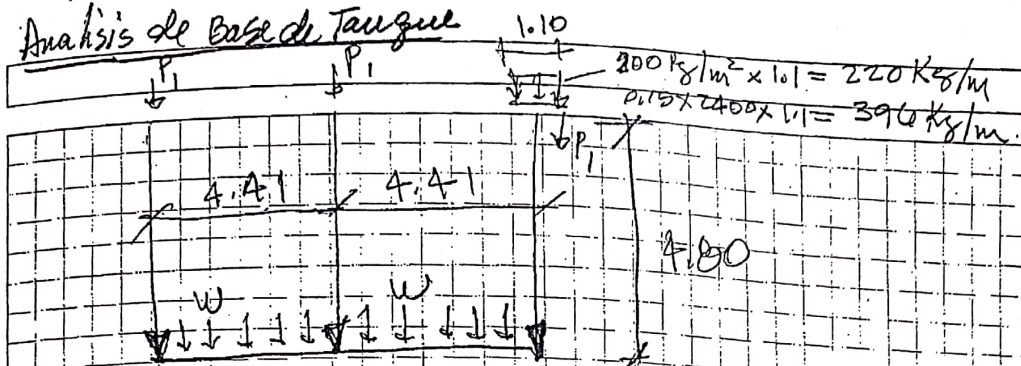 Analisis de Base de Tanque
1.10
P1 P1
200 Kg/m² x 1.1 = 220 Kg/m
0.15 x 2400 x 1.1 = 396 Kg/m.
P1
4.41 4.41
4.80
W W